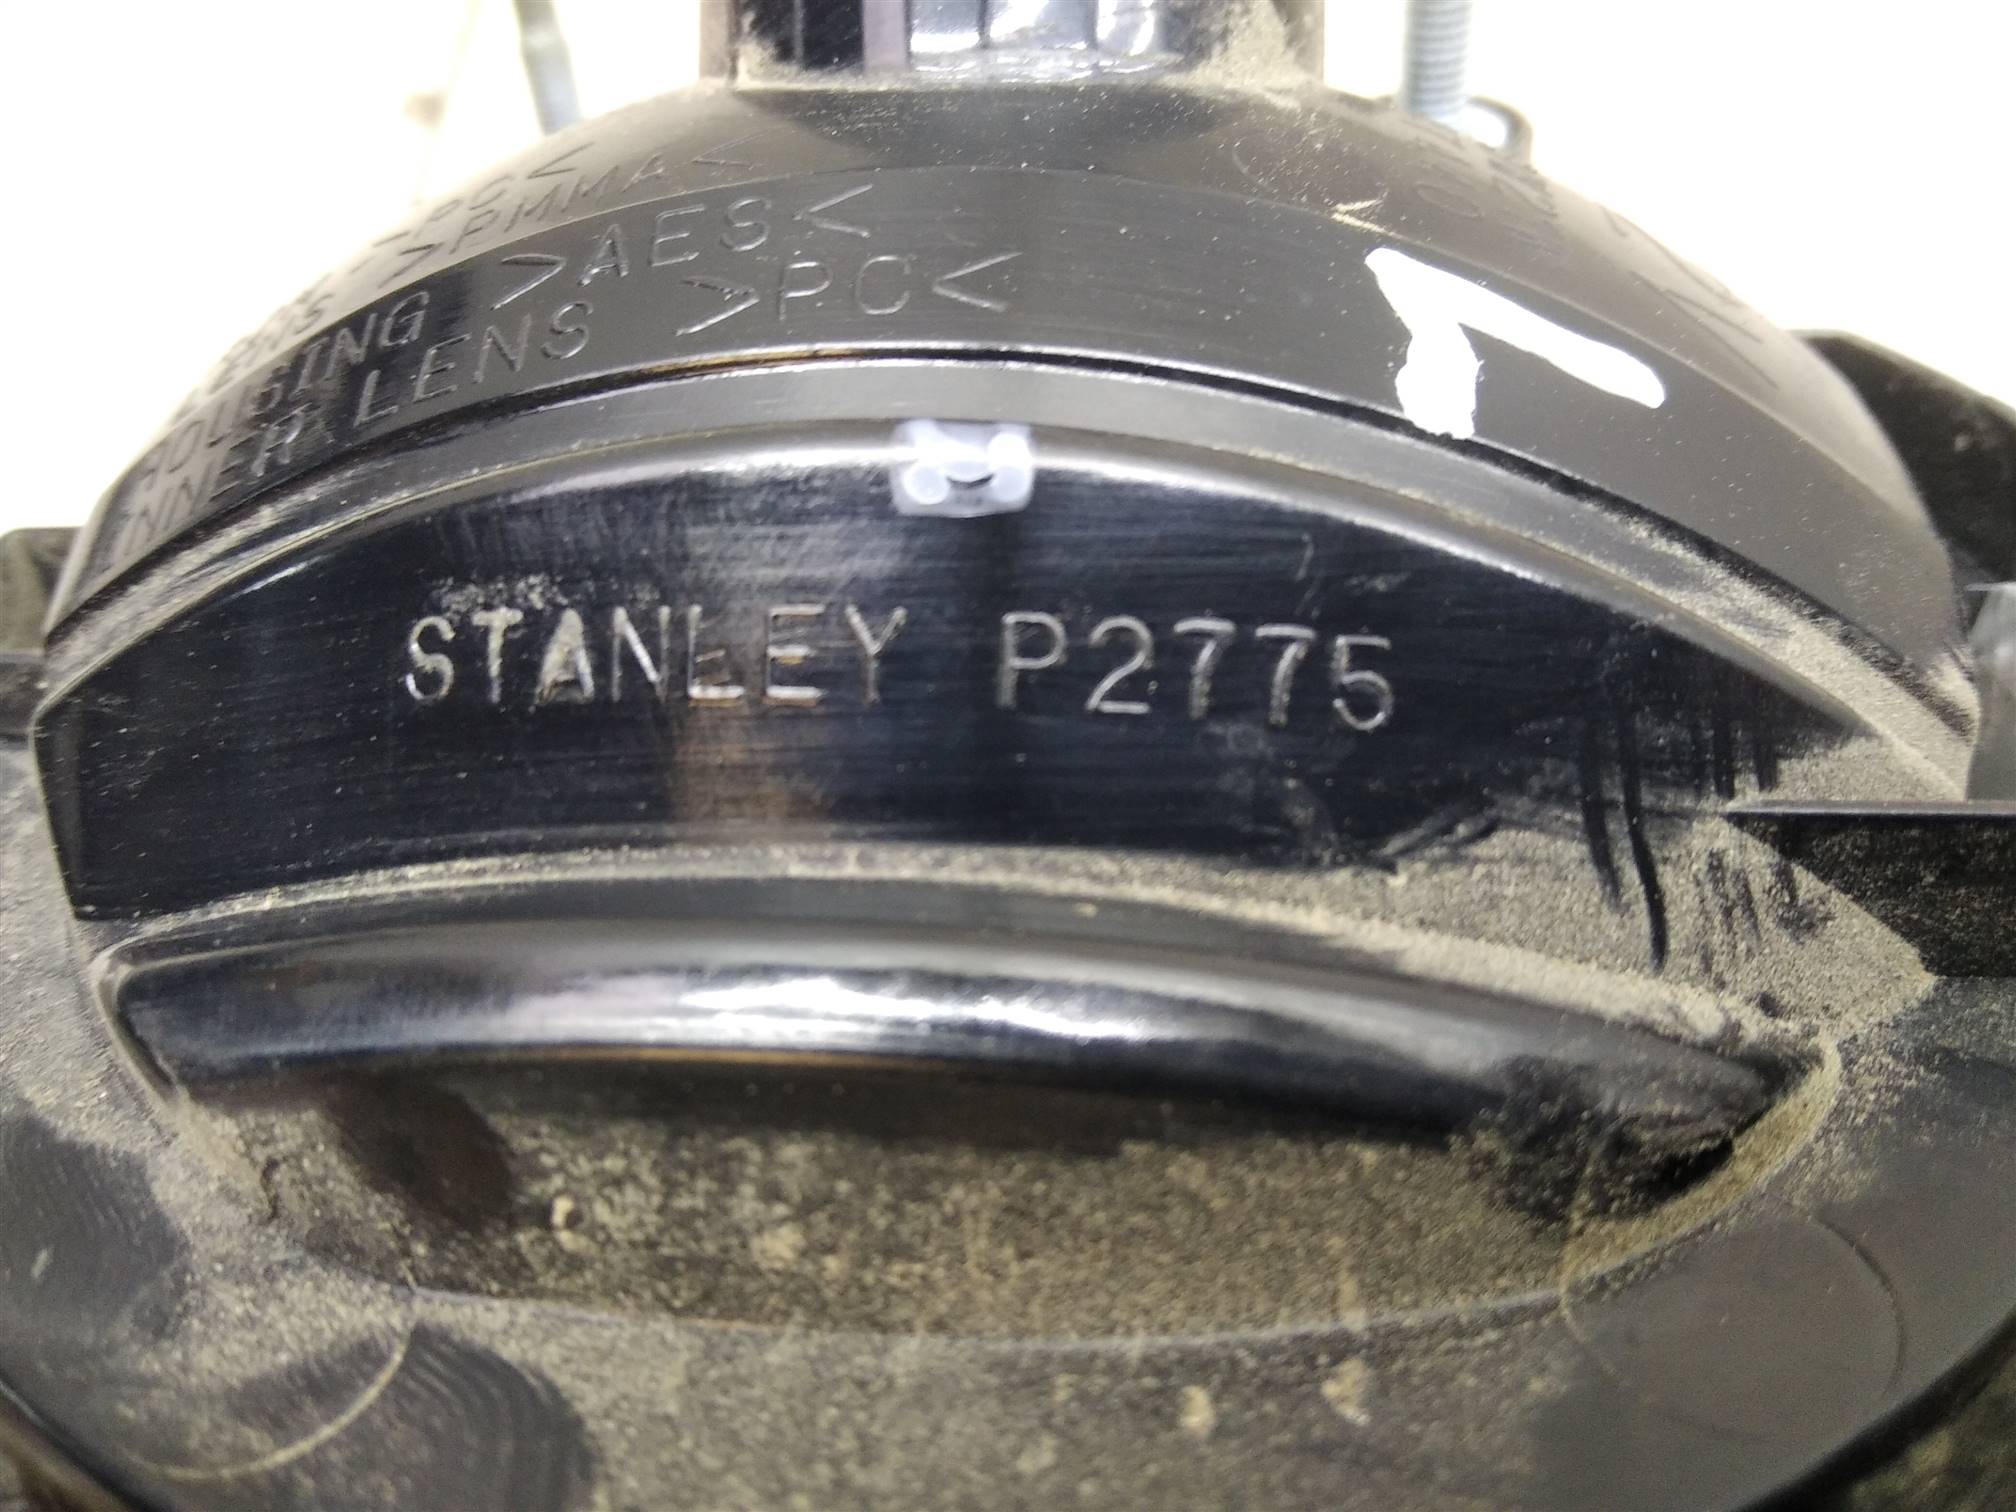 >PMMA<
HOUSING >AES<
INNER LENS >PC<
STANLEY P2775